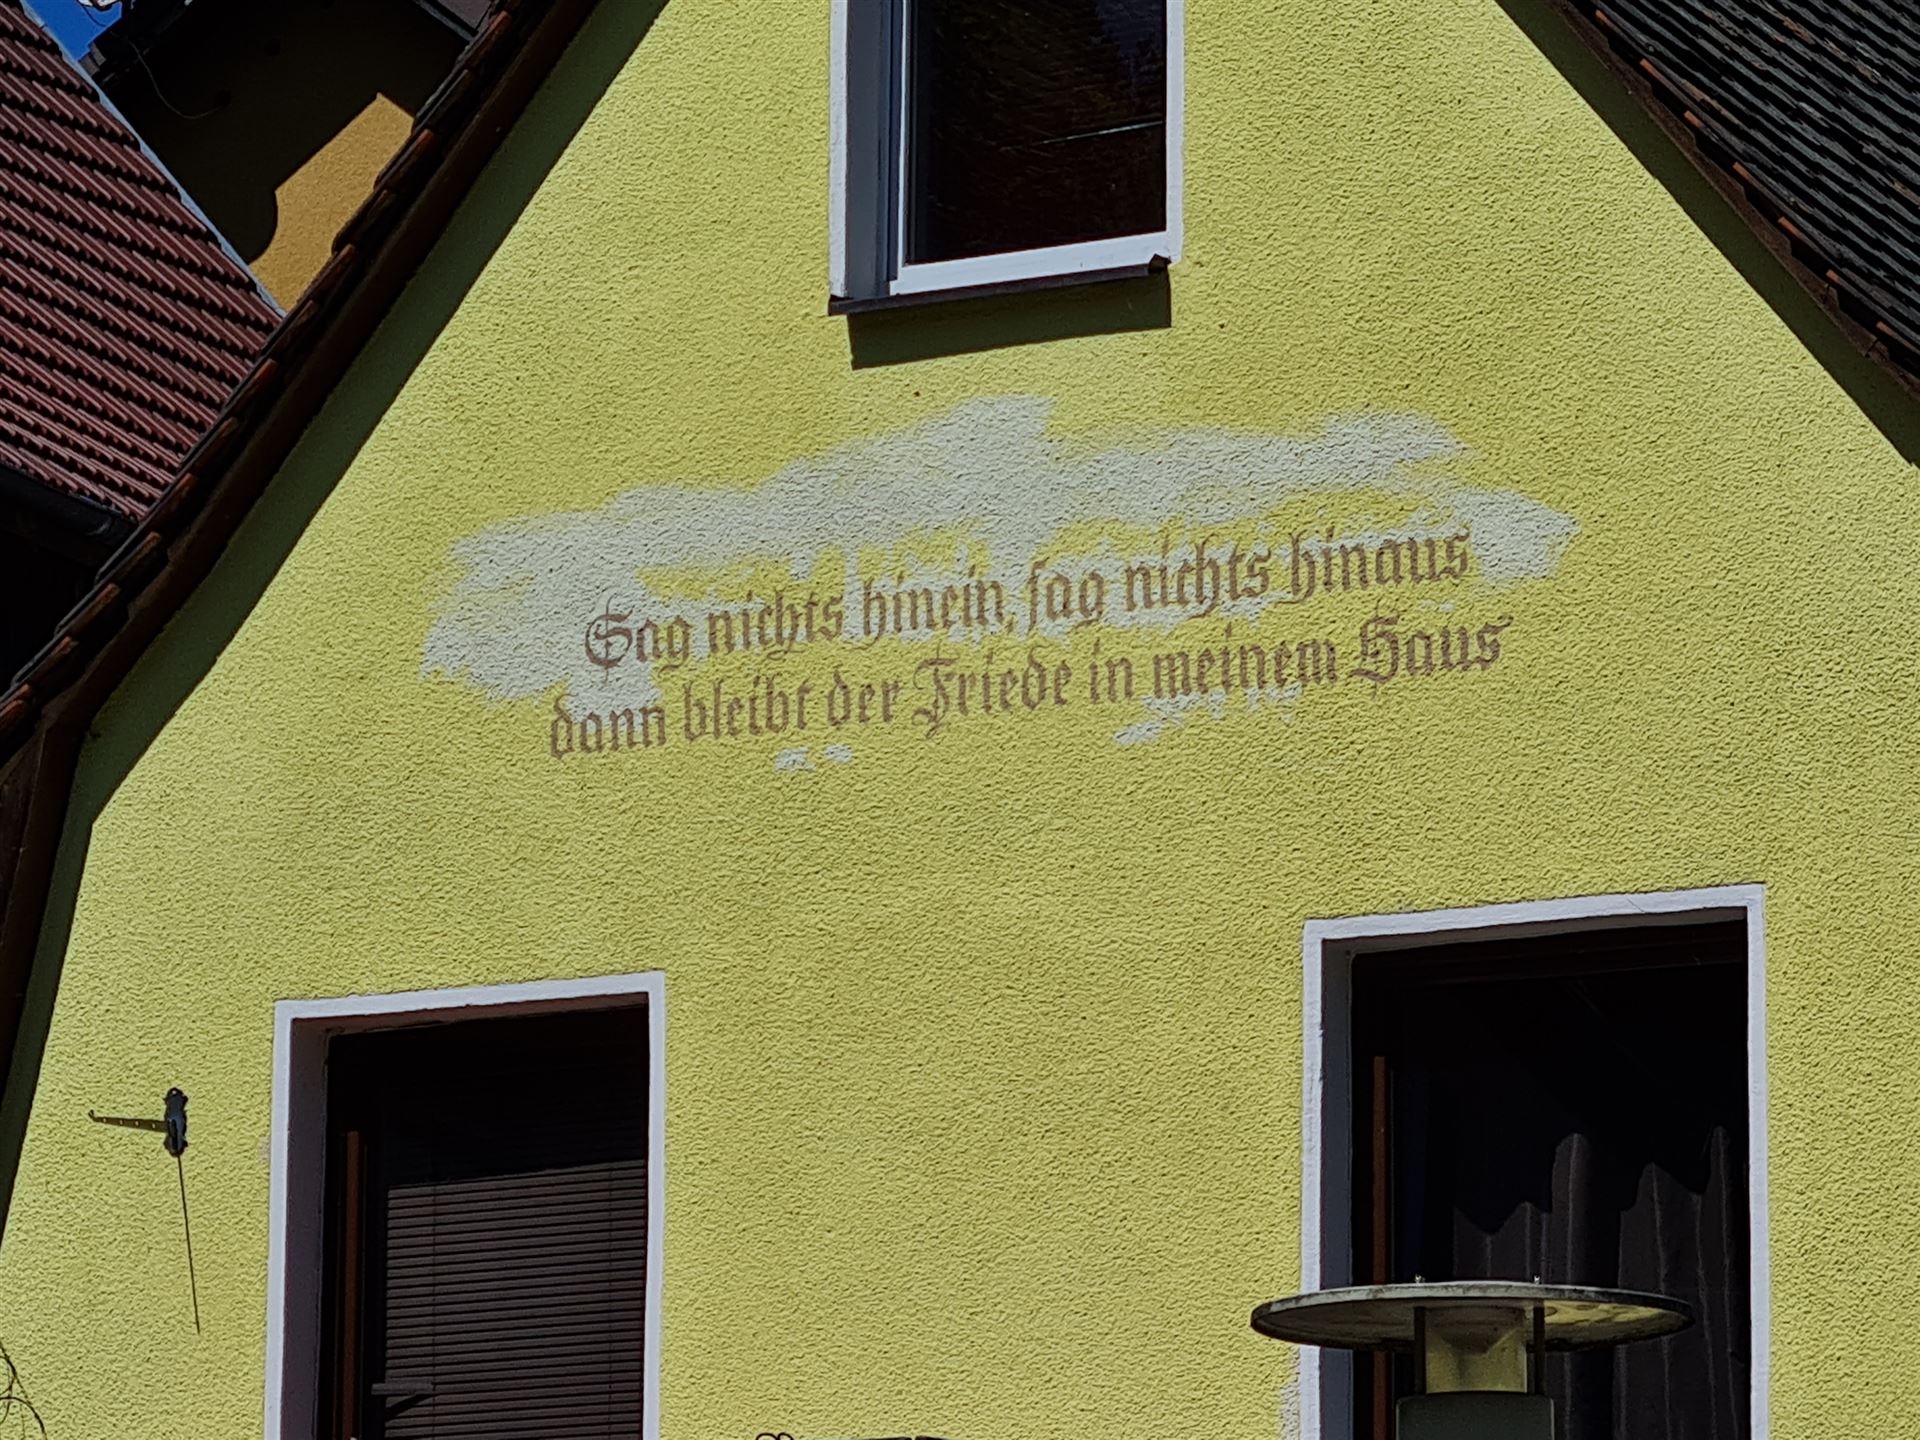 Sag nichts hinein, sag nichts hinaus
dann bleibt der Friede in meinem Haus